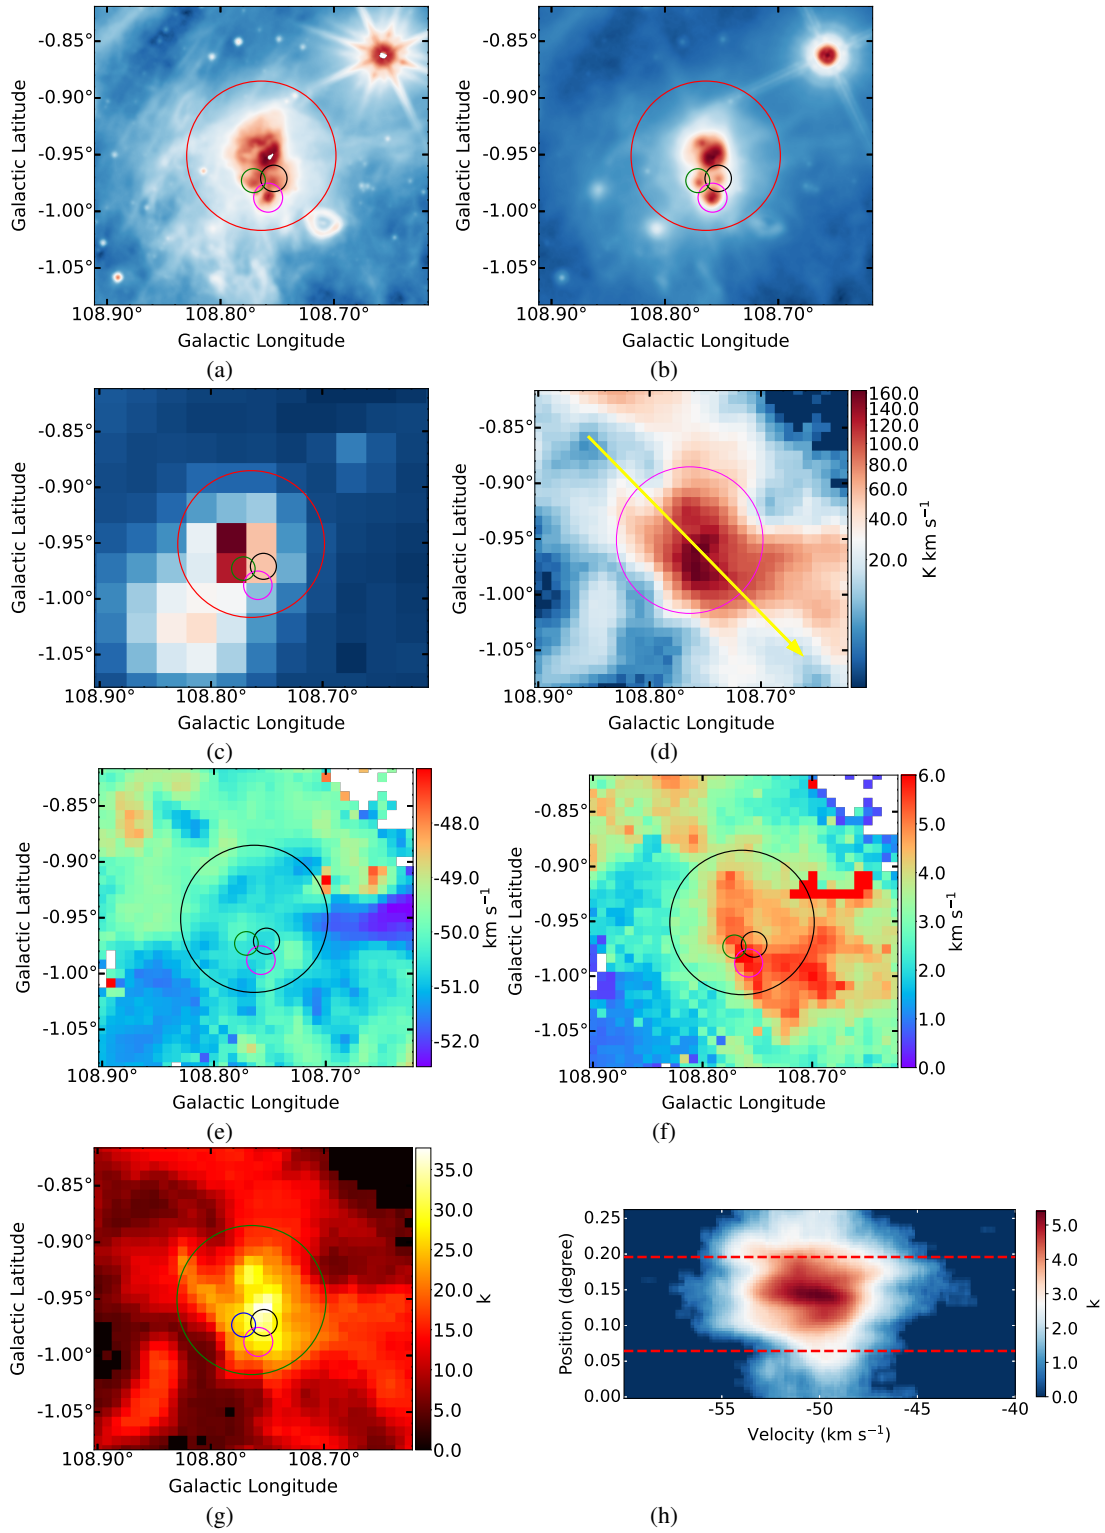 -0.85°
-0.90°
-0.95°
-1.00°
-1.05°
Galactic Latitude
108.90° 108.80° 108.70°
Galactic Longitude
(a)
-0.85°
-0.90°
-0.95°
-1.00°
-1.05°
Galactic Latitude
108.90° 108.80° 108.70°
Galactic Longitude
(b)
-0.85°
-0.90°
-0.95°
-1.00°
-1.05°
Galactic Latitude
108.90° 108.80° 108.70°
Galactic Longitude
(c)
-0.85°
-0.90°
-0.95°
-1.00°
-1.05°
Galactic Latitude
108.90° 108.80° 108.70°
Galactic Longitude
160.0
140.0
120.0
100.0
80.0
60.0
40.0
20.0
K km s⁻¹
(d)
-0.85°
-0.90°
-0.95°
-1.00°
-1.05°
Galactic Latitude
108.90° 108.80° 108.70°
Galactic Longitude
-48.0
-49.0
-50.0
-51.0
-52.0
km s⁻¹
(e)
-0.85°
-0.90°
-0.95°
-1.00°
-1.05°
Galactic Latitude
108.90° 108.80° 108.70°
Galactic Longitude
6.0
5.0
4.0
3.0
2.0
1.0
0.0
km s⁻¹
(f)
-0.85°
-0.90°
-0.95°
-1.00°
-1.05°
Galactic Latitude
108.90° 108.80° 108.70°
Galactic Longitude
35.0
30.0
25.0
20.0
15.0
10.0
5.0
0.0
k
(g)
0.25
0.20
0.15
0.10
0.05
0.00
Position (degree)
-55 -50 -45 -40
Velocity (km s⁻¹)
5.0
4.0
3.0
2.0
1.0
0.0
k
(h)